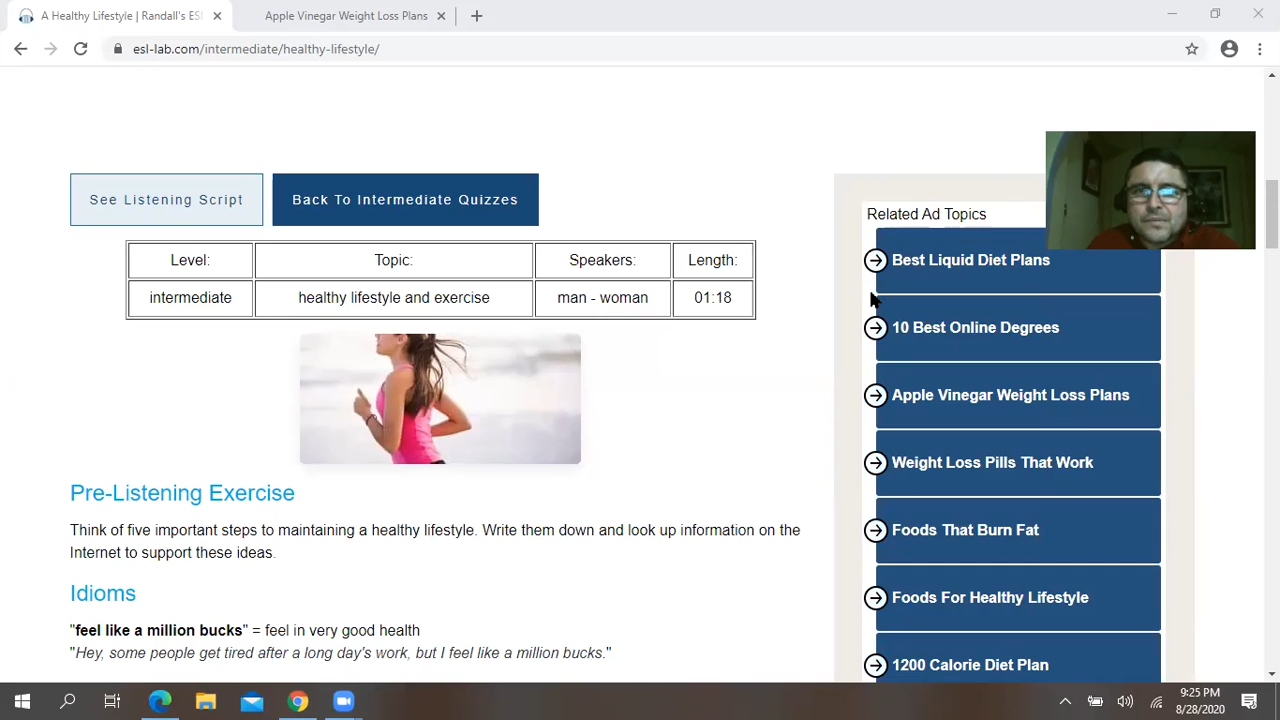 A Healthy Lifestyle | Randall's ESL
Apple Vinegar Weight Loss Plans
esl-lab.com/intermediate/healthy-lifestyle/
See Listening Script
Back To Intermediate Quizzes
Level:
Topic:
Speakers:
Length:
intermediate
healthy lifestyle and exercise
man - woman
01:18
Pre-Listening Exercise
Think of five important steps to maintaining a healthy lifestyle. Write them down and look up information on the
Internet to support these ideas.
Idioms
"feel like a million bucks" = feel in very good health
"Hey, some people get tired after a long day's work, but I feel like a million bucks."
Related Ad Topics
Best Liquid Diet Plans
10 Best Online Degrees
Apple Vinegar Weight Loss Plans
Weight Loss Pills That Work
Foods That Burn Fat
Foods For Healthy Lifestyle
1200 Calorie Diet Plan
9:25 PM
8/28/2020